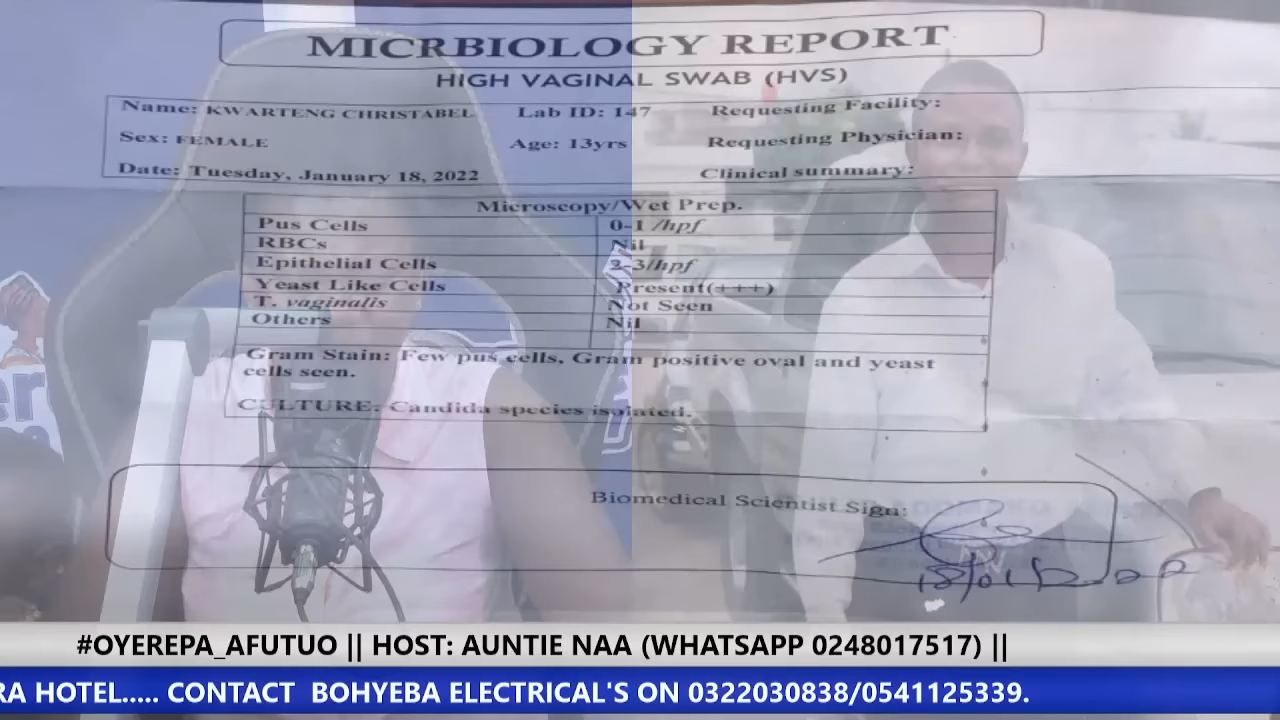 MICRBIOLOGY REPORT
HIGH VAGINAL SWAB (HVS)
Name: KWARTENG CHRISTABEL Lab ID: 147 Requesting Facility:
Sex: FEMALE Age: 13yrs Requesting Physician:
Date: Tuesday, January 18, 2022 Clinical summary:
Microscopy/Wet Prep.
Pus Cells 0-1 /hpf
RBCs Nil
Epithelial Cells 2-3/hpf
Yeast Like Cells Present(+++)
T. vaginalis Not Seen
Others Nil
Gram Stain: Few pus cells, Gram positive oval and yeast
cells seen.
CULTURE: Candida species isolated.
Biomedical Scientist Sign:
18/01/2022
#OYEREPA_AFUTUO || HOST: AUNTIE NAA (WHATSAPP 0248017517) ||
RA HOTEL..... CONTACT BOHYEBA ELECTRICAL'S ON 0322030838/0541125339.